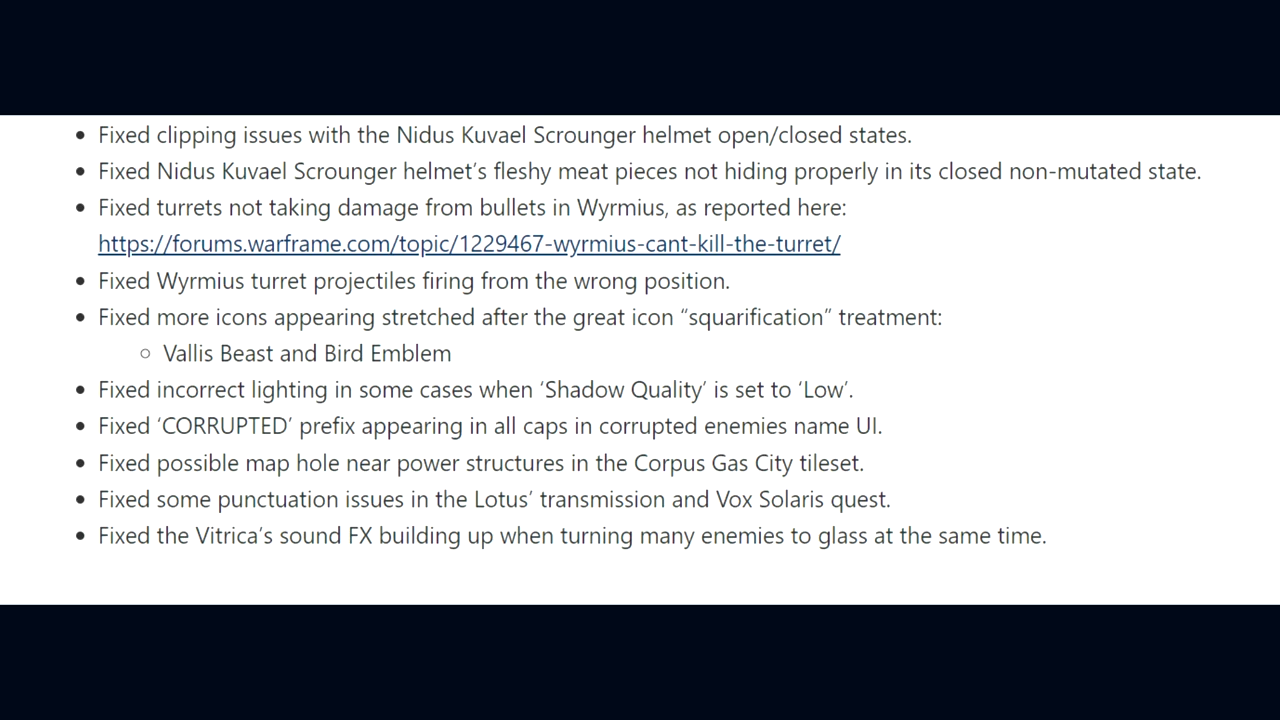 Fixed clipping issues with the Nidus Kuvael Scrounger helmet open/closed states.
Fixed Nidus Kuvael Scrounger helmet’s fleshy meat pieces not hiding properly in its closed non-mutated state.
Fixed turrets not taking damage from bullets in Wyrmius, as reported here:
https://forums.warframe.com/topic/1229467-wyrmius-cant-kill-the-turret/
Fixed Wyrmius turret projectiles firing from the wrong position.
Fixed more icons appearing stretched after the great icon “squarification” treatment:
Vallis Beast and Bird Emblem
Fixed incorrect lighting in some cases when ‘Shadow Quality’ is set to ‘Low’.
Fixed ‘CORRUPTED’ prefix appearing in all caps in corrupted enemies name UI.
Fixed possible map hole near power structures in the Corpus Gas City tileset.
Fixed some punctuation issues in the Lotus’ transmission and Vox Solaris quest.
Fixed the Vitrica’s sound FX building up when turning many enemies to glass at the same time.